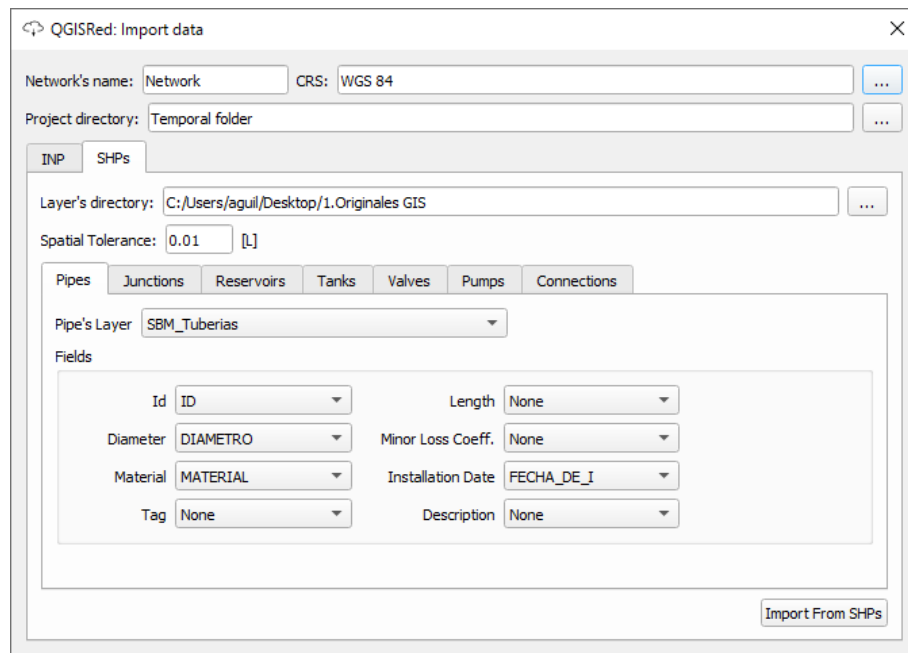 QGISRed: Import data
Network's name: Network CRS: WGS 84 ...
Project directory: Temporal folder ...
INP SHPs
Layer's directory: C:/Users/aguil/Desktop/1.Originales GIS ...
Spatial Tolerance: 0.01 [L]
Pipes Junctions Reservoirs Tanks Valves Pumps Connections
Pipe's Layer SBM_Tuberias
Fields
Id ID Length None
Diameter DIAMETRO Minor Loss Coeff. None
Material MATERIAL Installation Date FECHA_DE_I
Tag None Description None
Import From SHPs